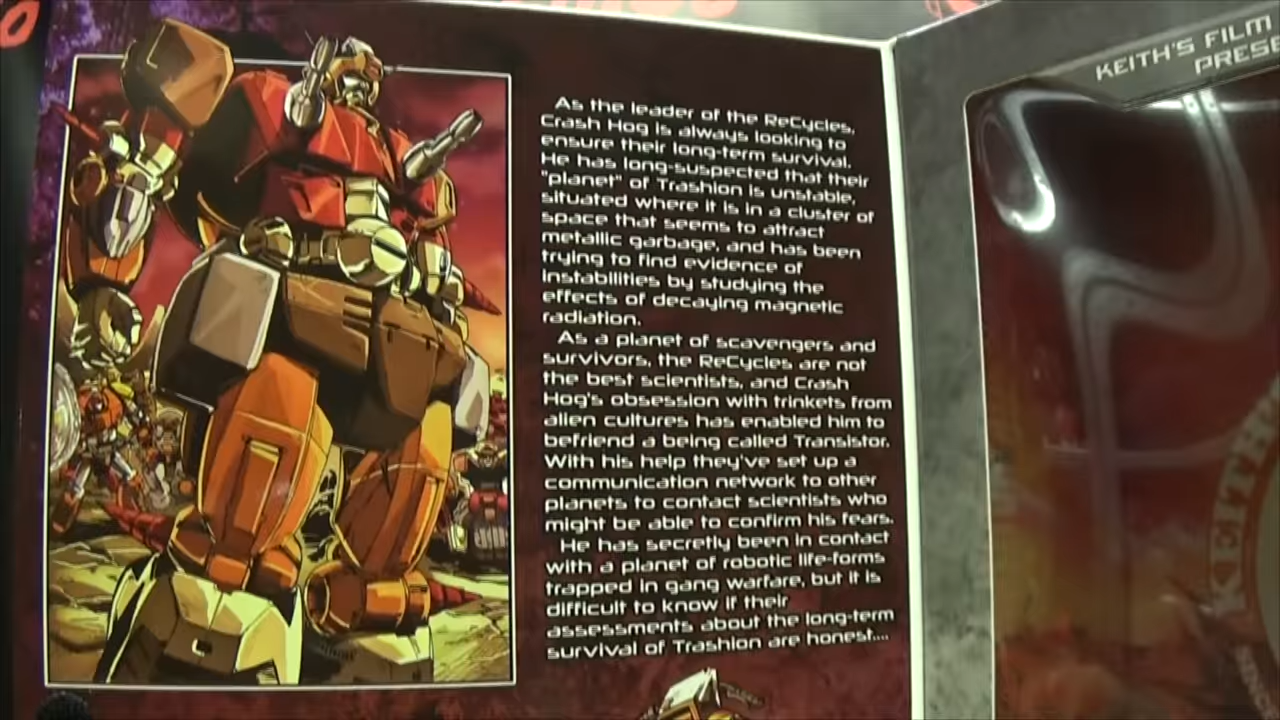 As the leader of the ReCycles,
Crash Hog is always looking to
ensure their long-term survival.
He has long-suspected that their
"planet" of Trashion is unstable,
situated where it is in a cluster of
space that seems to attract
metallic garbage, and has been
trying to find evidence of
instabilities by studying the
effects of decaying magnetic
radiation.
As a planet of scavengers and
survivors, the ReCycles are not
the best scientists, and Crash
Hog's obsession with trinkets from
alien cultures has enabled him to
befriend a being called Transistor.
With his help they've set up a
communication network to other
planets to contact scientists who
might be able to confirm his fears.
He has secretly been in contact
with a planet of robotic life-forms
trapped in gang warfare, but it is
difficult to know if their
assessments about the long-term
survival of Trashion are honest....
KEITH'S FILM
PRESE
KEITH